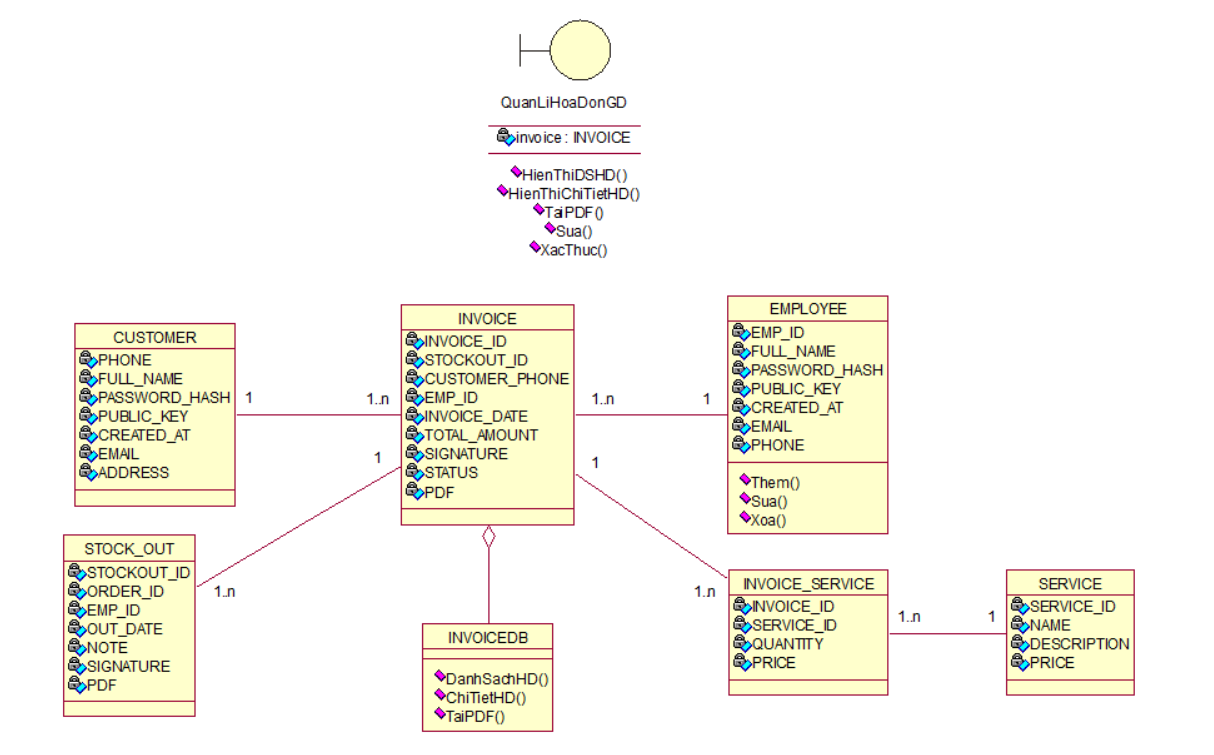 QuanLiHoaDonGD
invoice : INVOICE
HienThiDSHD()
HienThiChiTietHD()
TaiPDF()
Sua()
XacThuc()
CUSTOMER
PHONE
FULL_NAME
PASSWORD_HASH
PUBLIC_KEY
CREATED_AT
EMAIL
ADDRESS
1
1..n
INVOICE
INVOICE_ID
STOCKOUT_ID
CUSTOMER_PHONE
EMP_ID
INVOICE_DATE
TOTAL_AMOUNT
SIGNATURE
STATUS
PDF
1..n
1
EMPLOYEE
EMP_ID
FULL_NAME
PASSWORD_HASH
PUBLIC_KEY
CREATED_AT
EMAIL
PHONE
Them()
Sua()
Xoa()
1
1..n
STOCK_OUT
STOCKOUT_ID
ORDER_ID
EMP_ID
OUT_DATE
NOTE
SIGNATURE
PDF
INVOICEDB
DanhSachHD()
ChiTietHD()
TaiPDF()
1
1..n
INVOICE_SERVICE
INVOICE_ID
SERVICE_ID
QUANTITY
PRICE
1..n
1
SERVICE
SERVICE_ID
NAME
DESCRIPTION
PRICE